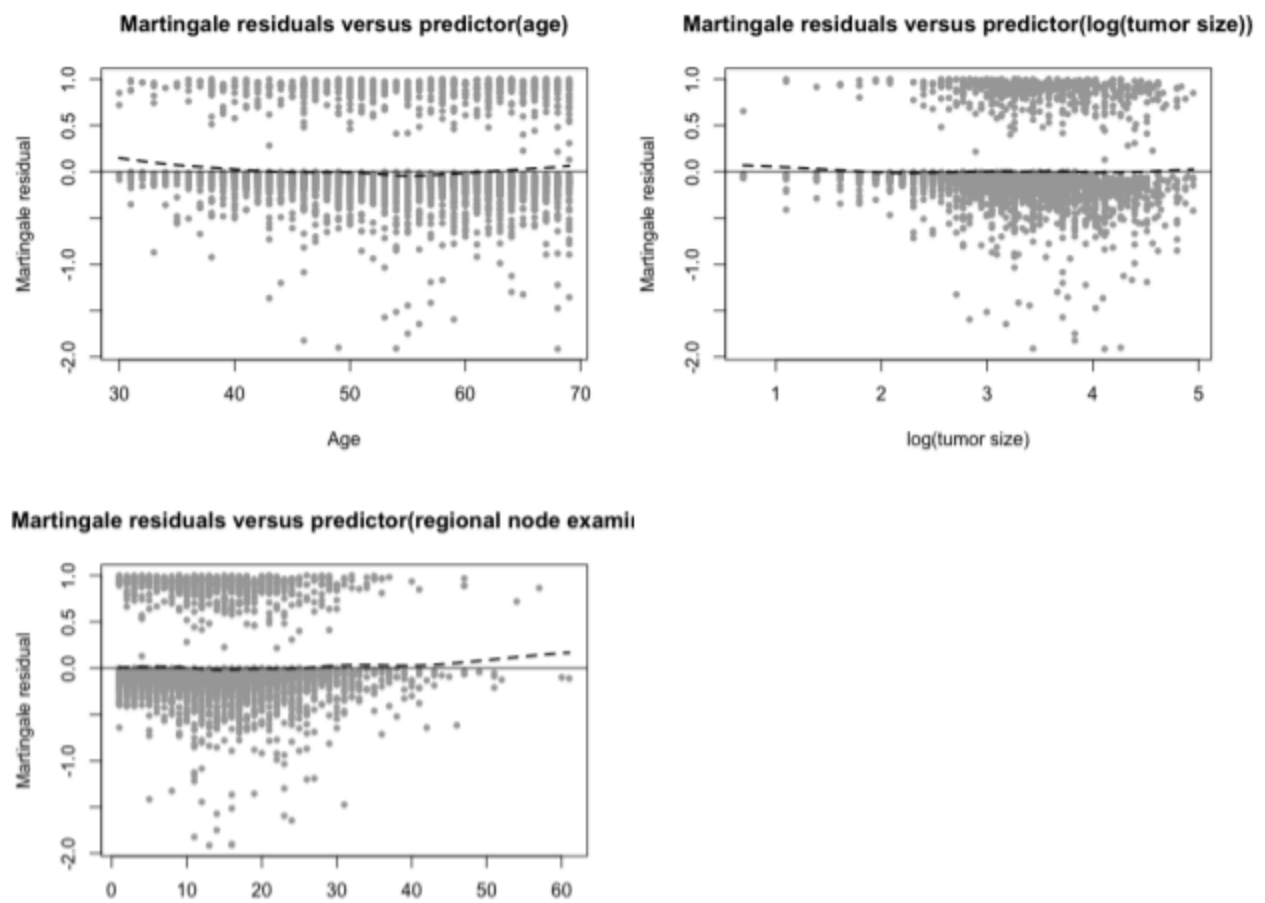 Martingale residuals versus predictor(age)
Martingale residual
1.0
0.5
0.0
-1.0
-2.0
30 40 50 60 70
Age
Martingale residuals versus predictor(log(tumor size))
Martingale residual
1.0
0.5
0.0
-1.0
-2.0
1 2 3 4 5
log(tumor size)
Martingale residuals versus predictor(regional node examin
Martingale residual
1.0
0.5
0.0
-1.0
-2.0
0 10 20 30 40 50 60